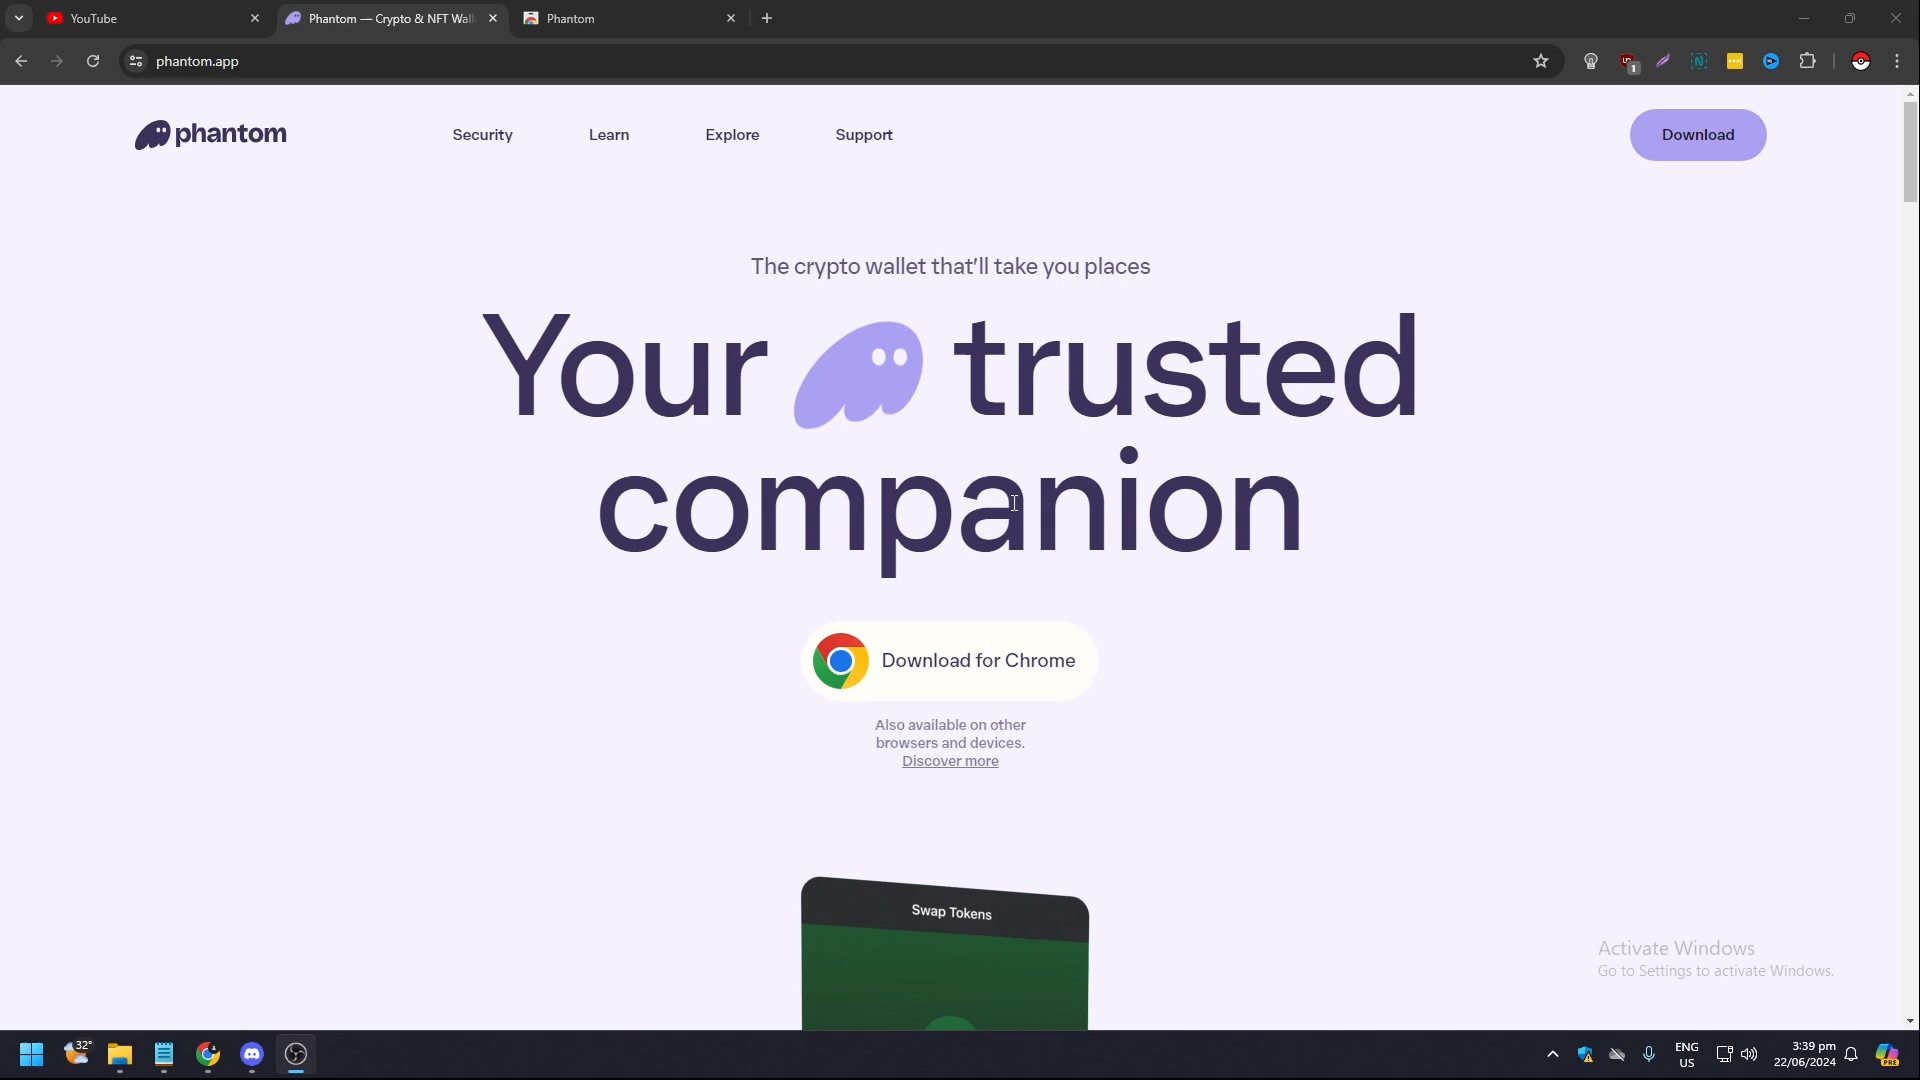 YouTube
Phantom — Crypto & NFT Wall
Phantom
phantom.app
1
phantom
Security
Learn
Explore
Support
Download
The crypto wallet that'll take you places
Your trusted
companion
Download for Chrome
Also available on other
browsers and devices.
Discover more
Swap Tokens
Activate Windows
Go to Settings to activate Windows.
32°
ENG
US
3:39 pm
22/06/2024
PRE